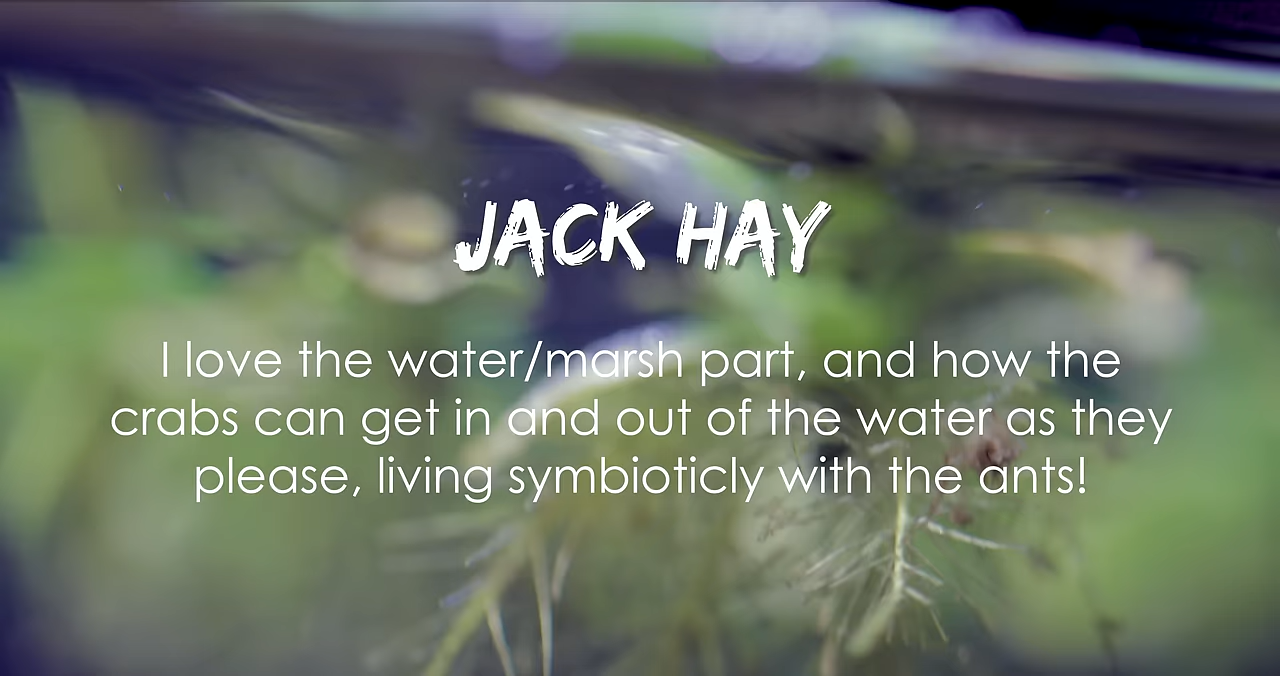 JACK HAY
I love the water/marsh part, and how the
crabs can get in and out of the water as they
please, living symbioticly with the ants!